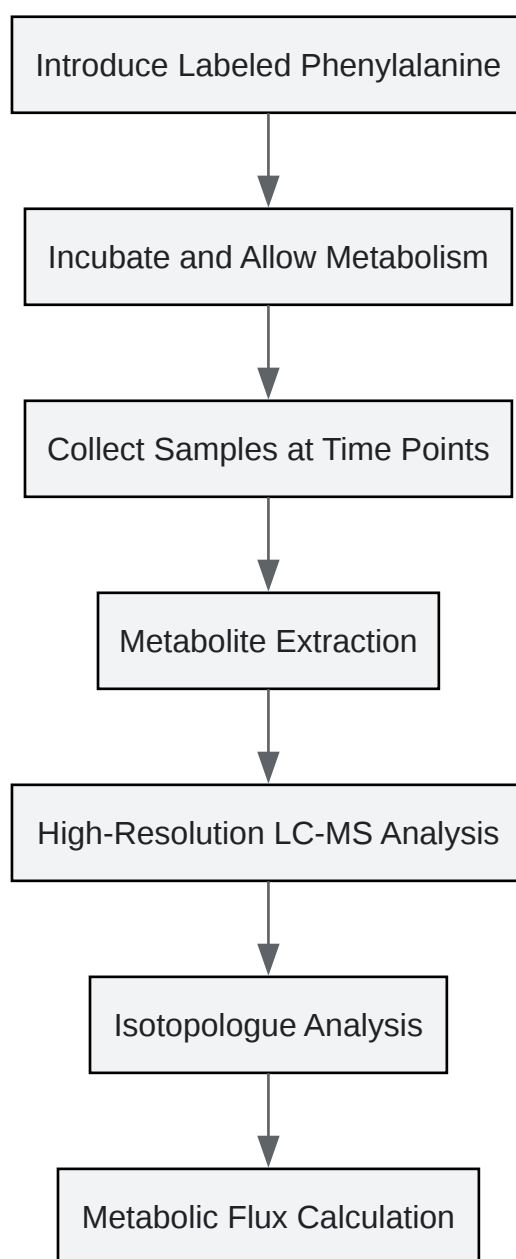 Introduce Labeled Phenylalanine
Incubate and Allow Metabolism
Collect Samples at Time Points
Metabolite Extraction
High-Resolution LC-MS Analysis
Isotopologue Analysis
Metabolic Flux Calculation